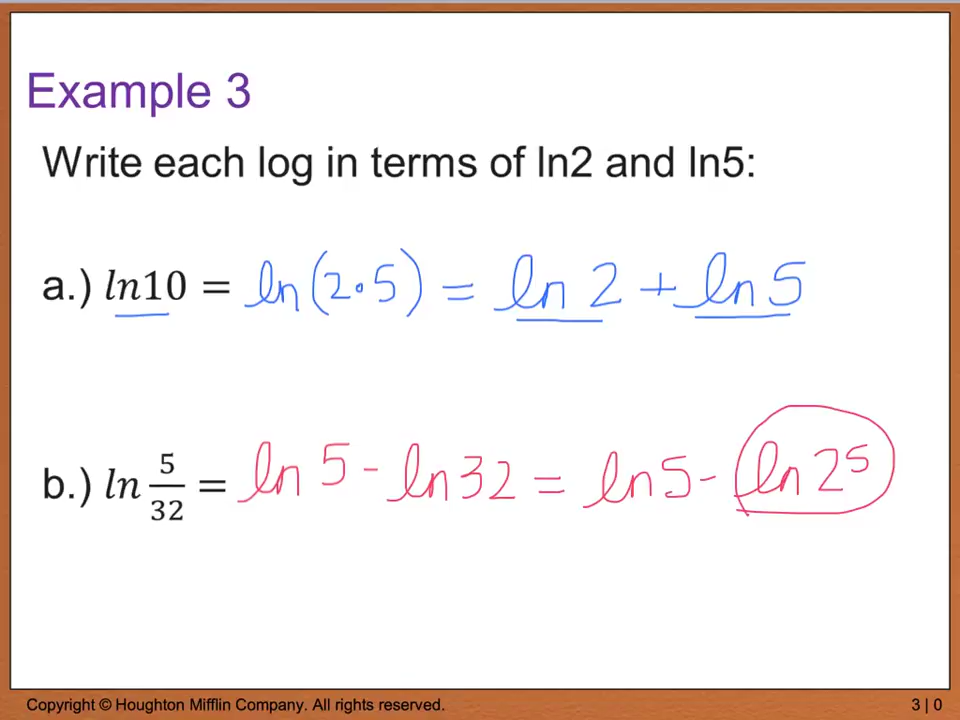 Example 3
Write each log in terms of ln2 and ln5:
a.) ln10 = ln(2·5) = ln 2 + ln 5
b.) ln 5/32 = ln 5 - ln 32 = ln 5 - ln 2⁵
Copyright © Houghton Mifflin Company. All rights reserved. 3 | 0